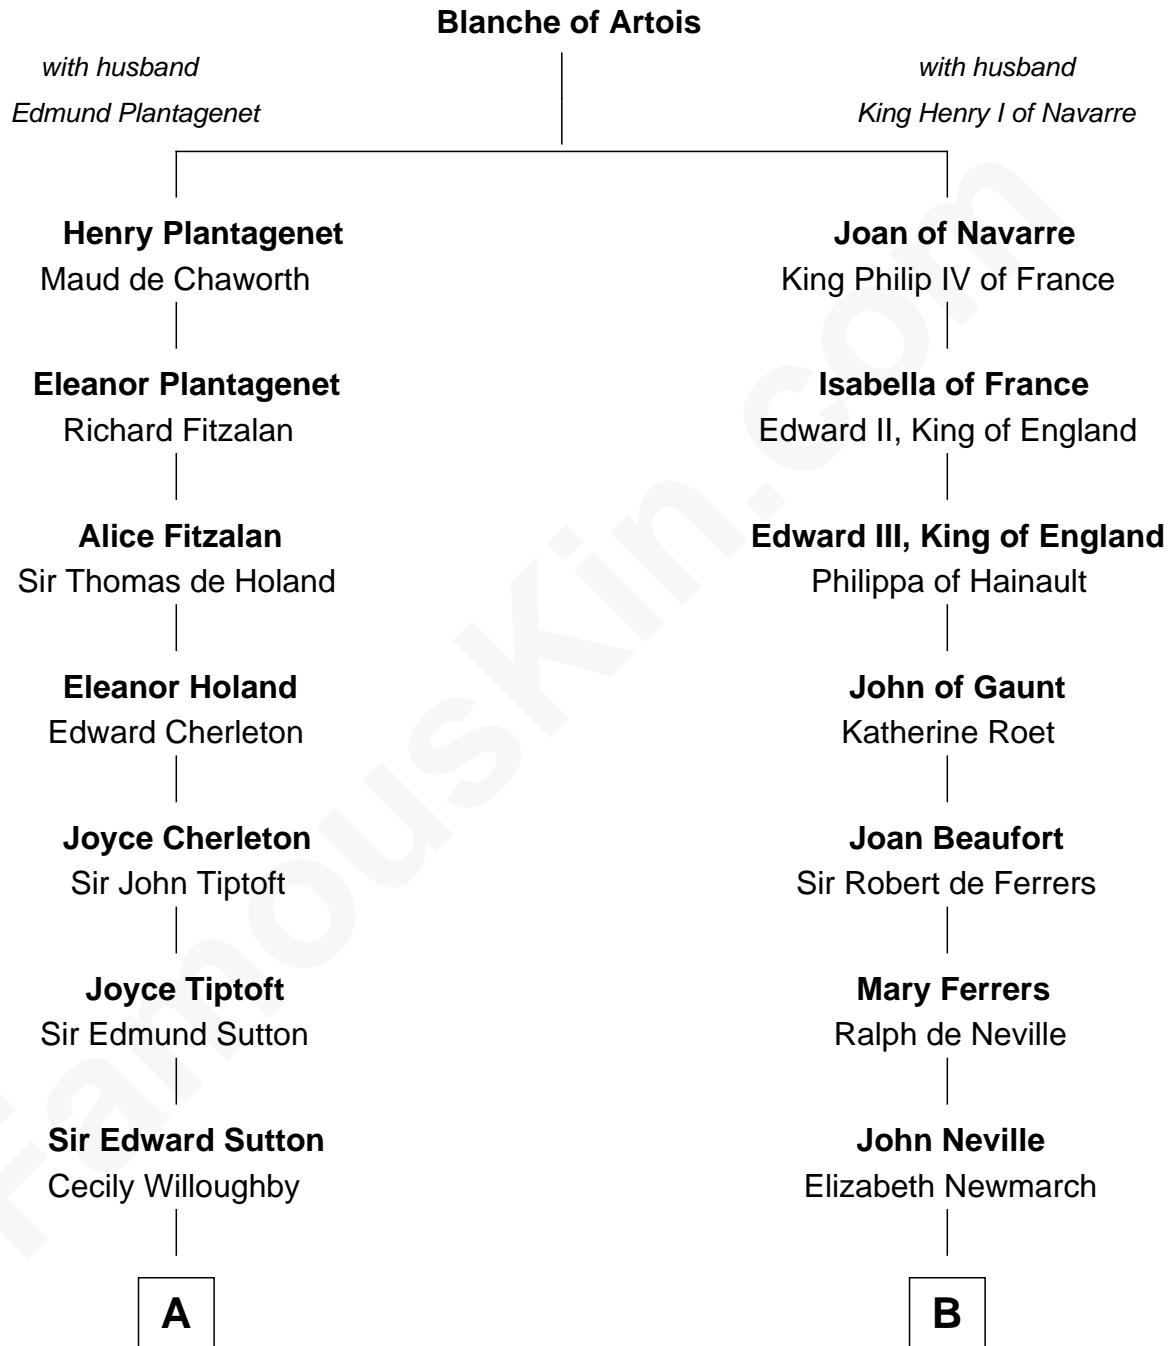 Blanche of Artois
with husband
Edmund Plantagenet
with husband
King Henry I of Navarre
Henry Plantagenet
Maud de Chaworth
Joan of Navarre
King Philip IV of France
Eleanor Plantagenet
Richard Fitzalan
Isabella of France
Edward II, King of England
Alice Fitzalan
Sir Thomas de Holand
Edward III, King of England
Philippa of Hainault
Eleanor Holand
Edward Cherleton
John of Gaunt
Katherine Roet
Joyce Cherleton
Sir John Tiptoft
Joan Beaufort
Sir Robert de Ferrers
Joyce Tiptoft
Sir Edmund Sutton
Mary Ferrers
Ralph de Neville
Sir Edward Sutton
Cecily Willoughby
John Neville
Elizabeth Newmarch
A
B
FamousKin.com